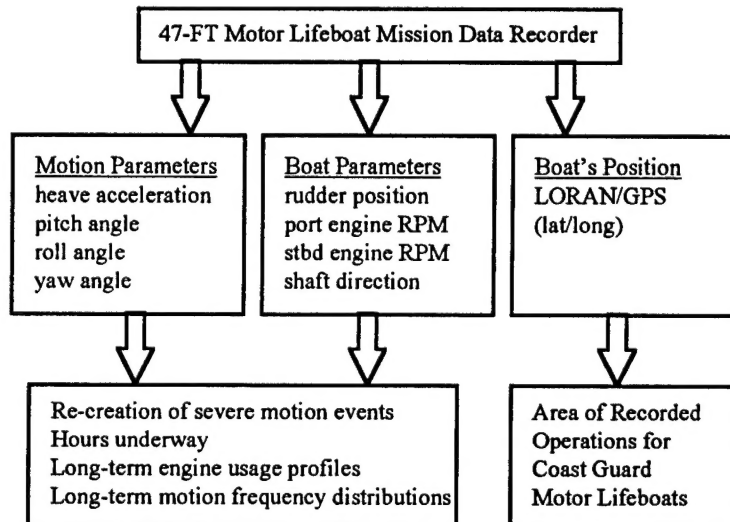 47-FT Motor Lifeboat Mission Data Recorder
Motion Parameters
heave acceleration
pitch angle
roll angle
yaw angle
Boat Parameters
rudder position
port engine RPM
stbd engine RPM
shaft direction
Boat's Position
LORAN/GPS
(lat/long)
Re-creation of severe motion events
Hours underway
Long-term engine usage profiles
Long-term motion frequency distributions
Area of Recorded
Operations for
Coast Guard
Motor Lifeboats